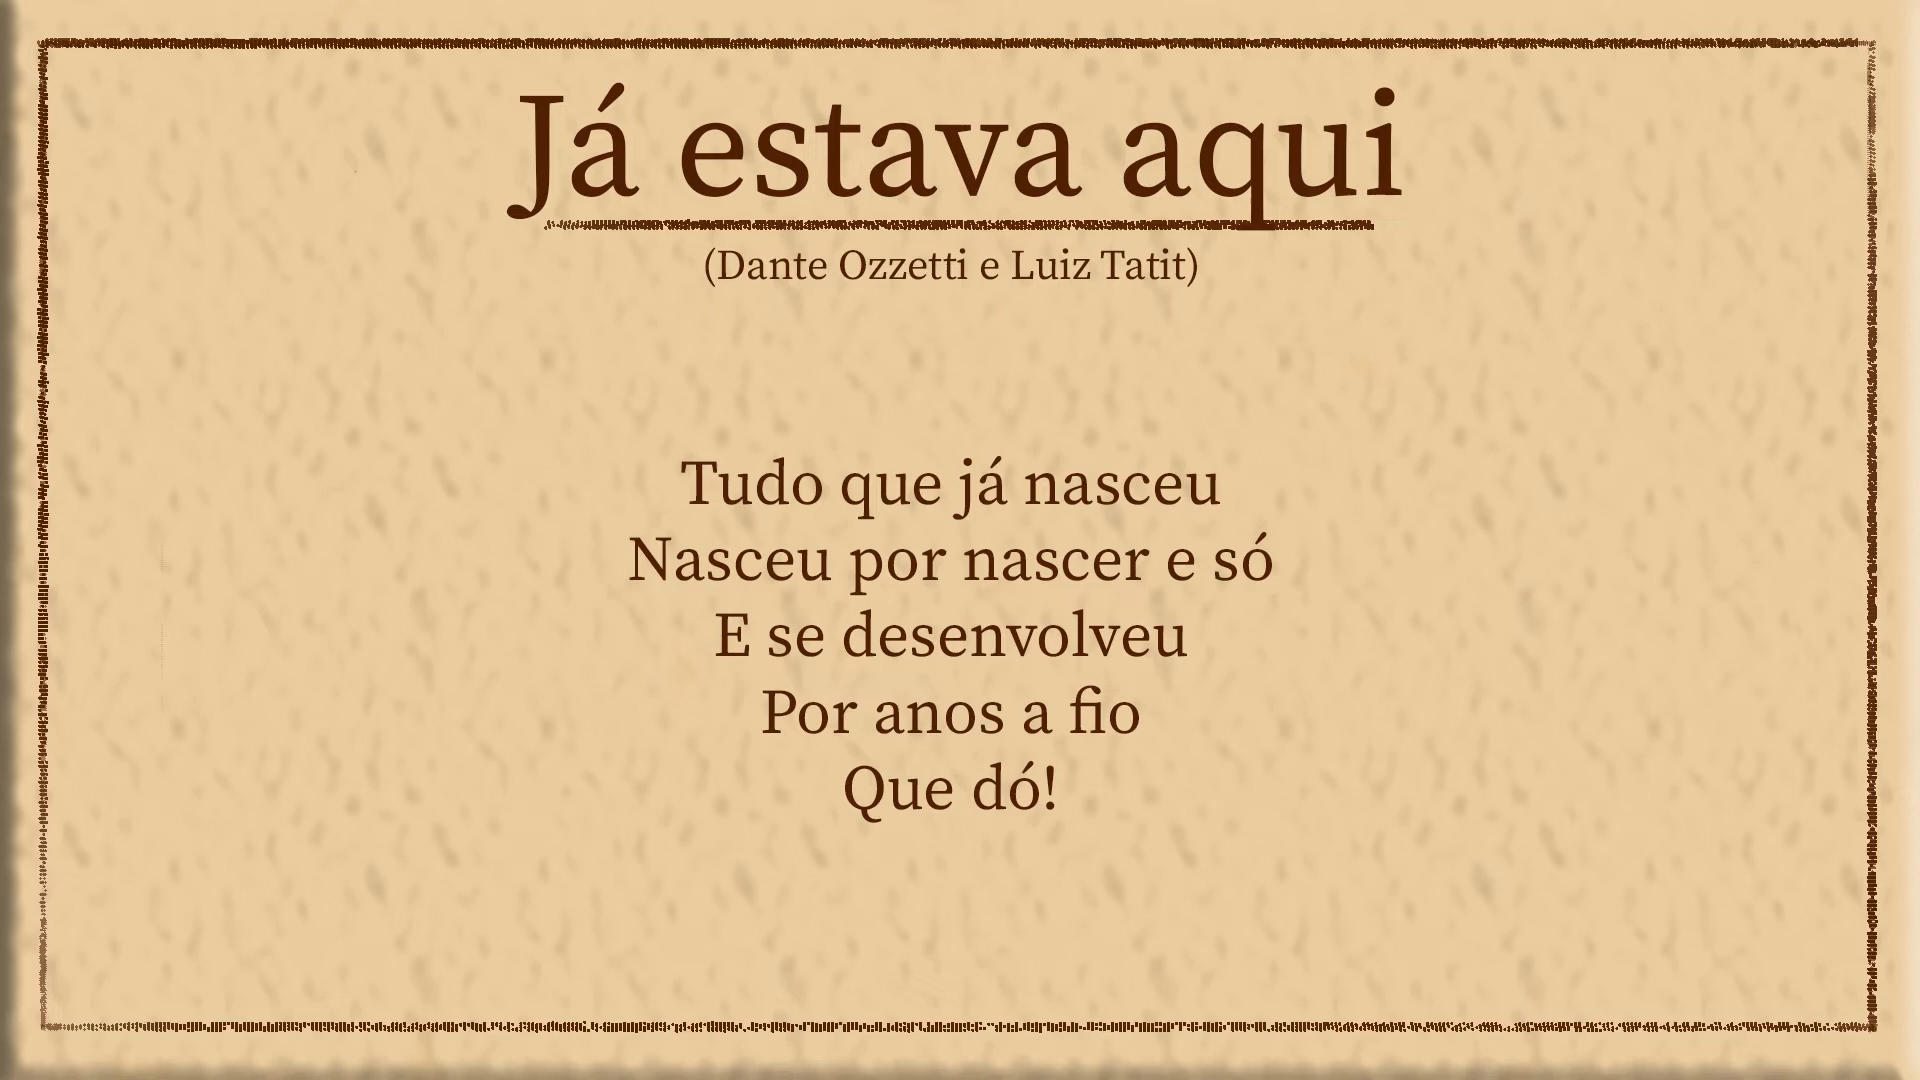 Já estava aqui
(Dante Ozzetti e Luiz Tatit)
Tudo que já nasceu
Nasceu por nascer e só
E se desenvolveu
Por anos a fio
Que dó!